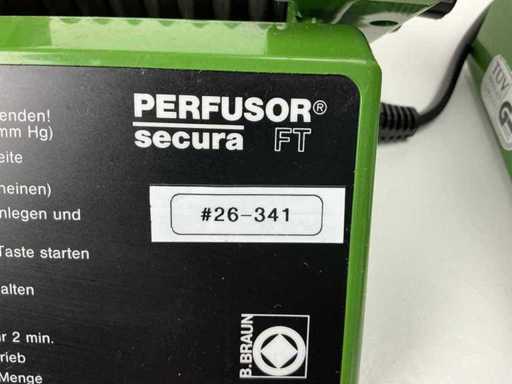 PERFUSOR®
secura FT
enden!
mm Hg)
eite
heinen)
nlegen und
Taste starten
alten
r 2 min.
rieb
Menge
#26-341
B. BRAUN
TÜV